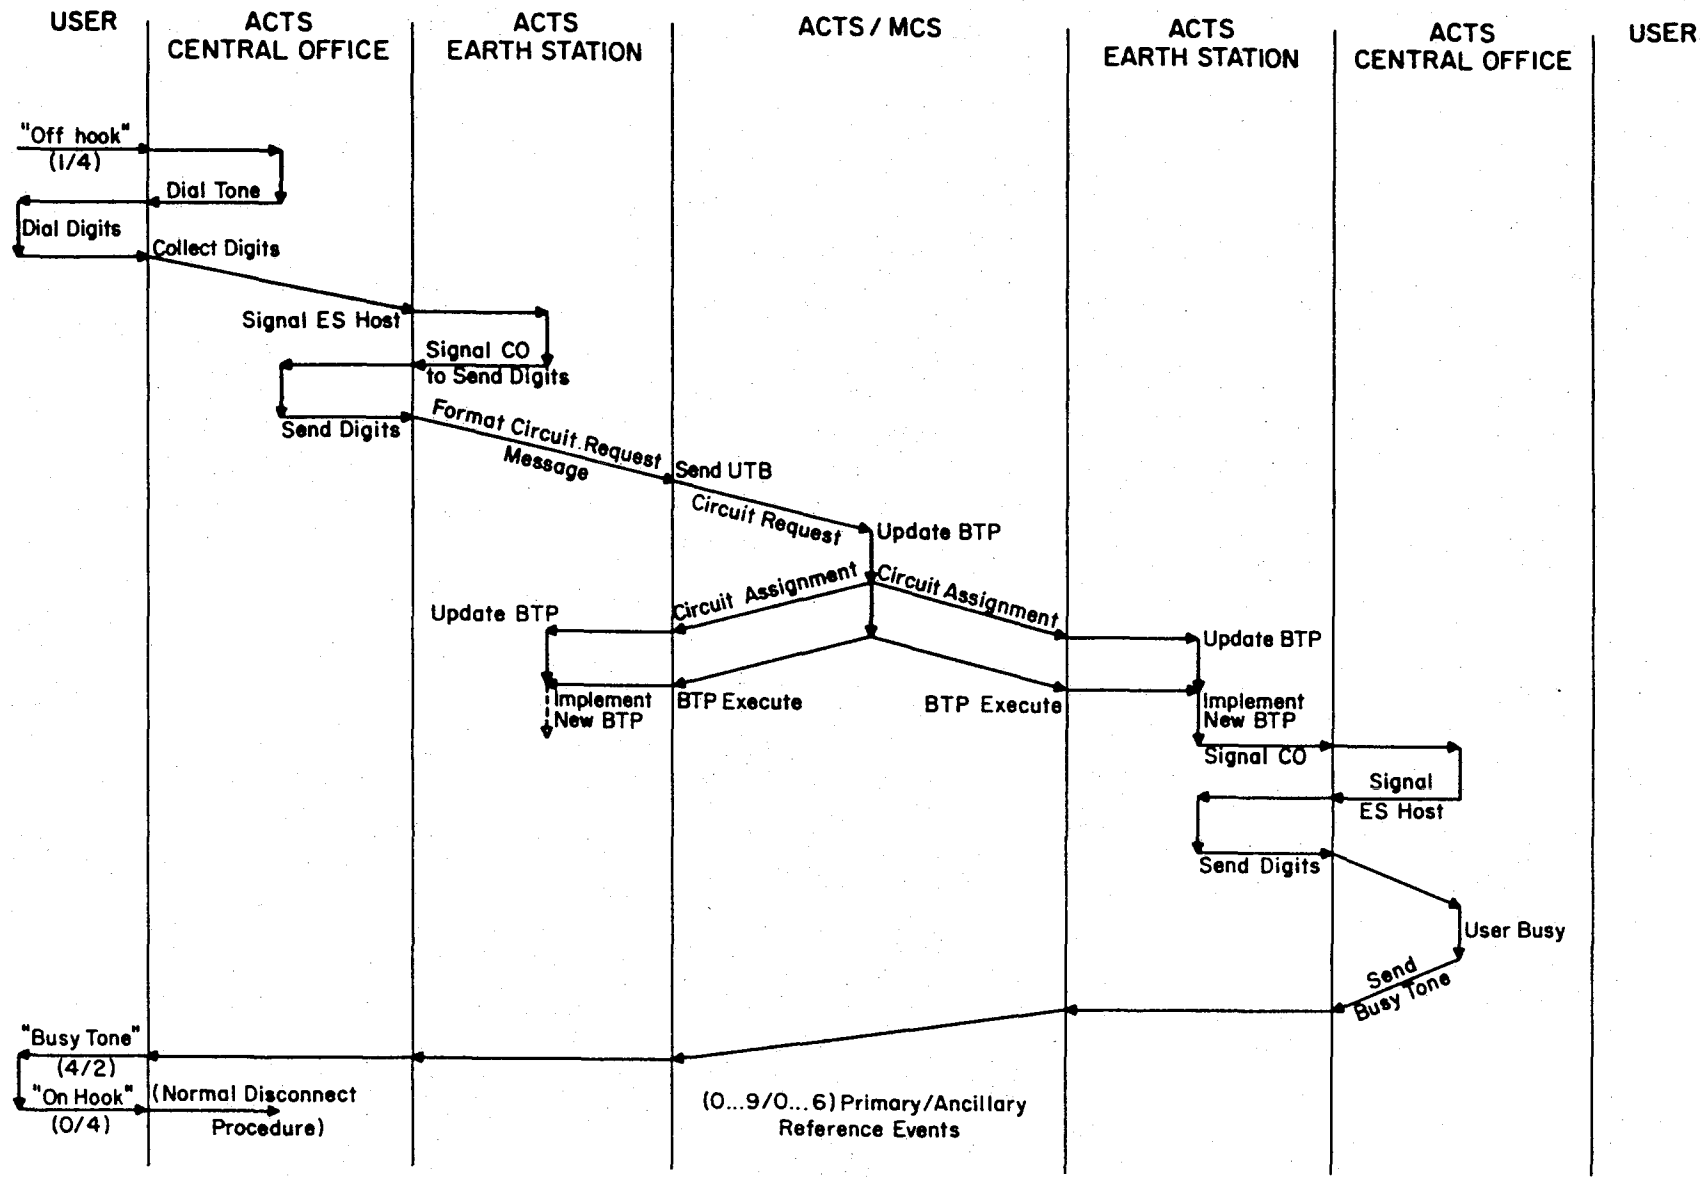 USER
ACTS
CENTRAL OFFICE
ACTS
EARTH STATION
ACTS / MCS
ACTS
EARTH STATION
ACTS
CENTRAL OFFICE
USER
"Off hook"
(1/4)
Dial Tone
Dial Digits
Collect Digits
Signal ES Host
Signal CO
to Send Digits
Send Digits
Format Circuit Request
Message
Send UTB
Circuit Request
Update BTP
Circuit Assignment
Circuit Assignment
Update BTP
Update BTP
Implement
New BTP
BTP Execute
BTP Execute
Implement
New BTP
Signal CO
Signal
ES Host
Send Digits
User Busy
Send
Busy Tone
"Busy Tone"
(4/2)
"On Hook"
(0/4)
(Normal Disconnect
Procedure)
(0...9/0...6) Primary/Ancillary
Reference Events